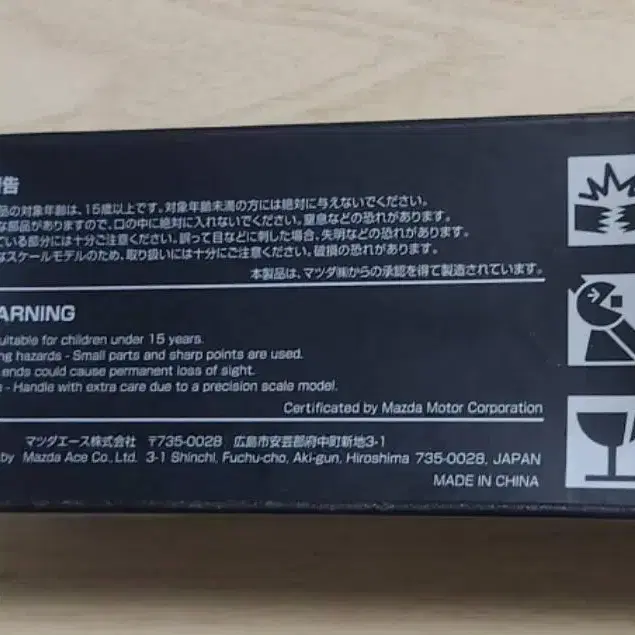 告
品の対象年齢は、15歳以上です。対象年齢未満の方には絶対に与えないでください。
な部品がありますので、口の中に絶対に入れないでください。窒息などの恐れがあります。
ている部分には十分ご注意ください。誤って目などに刺した場合、失明などの恐れがあります。
なスケールモデルのため、取り扱いには十分にご注意ください。破損の恐れがあります。
本製品は、マツダ㈱からの承認を得て製造されています。
ARNING
uitable for children under 15 years.
ng hazards - Small parts and sharp points are used.
ends could cause permanent loss of sight.
e - Handle with extra care due to a precision scale model.
Certificated by Mazda Motor Corporation
マツダエース株式会社 〒735-0028 広島市安芸郡府中町新地3-1
by Mazda Ace Co., Ltd. 3-1 Shinchi, Fuchu-cho, Aki-gun, Hiroshima 735-0028, JAPAN
MADE IN CHINA